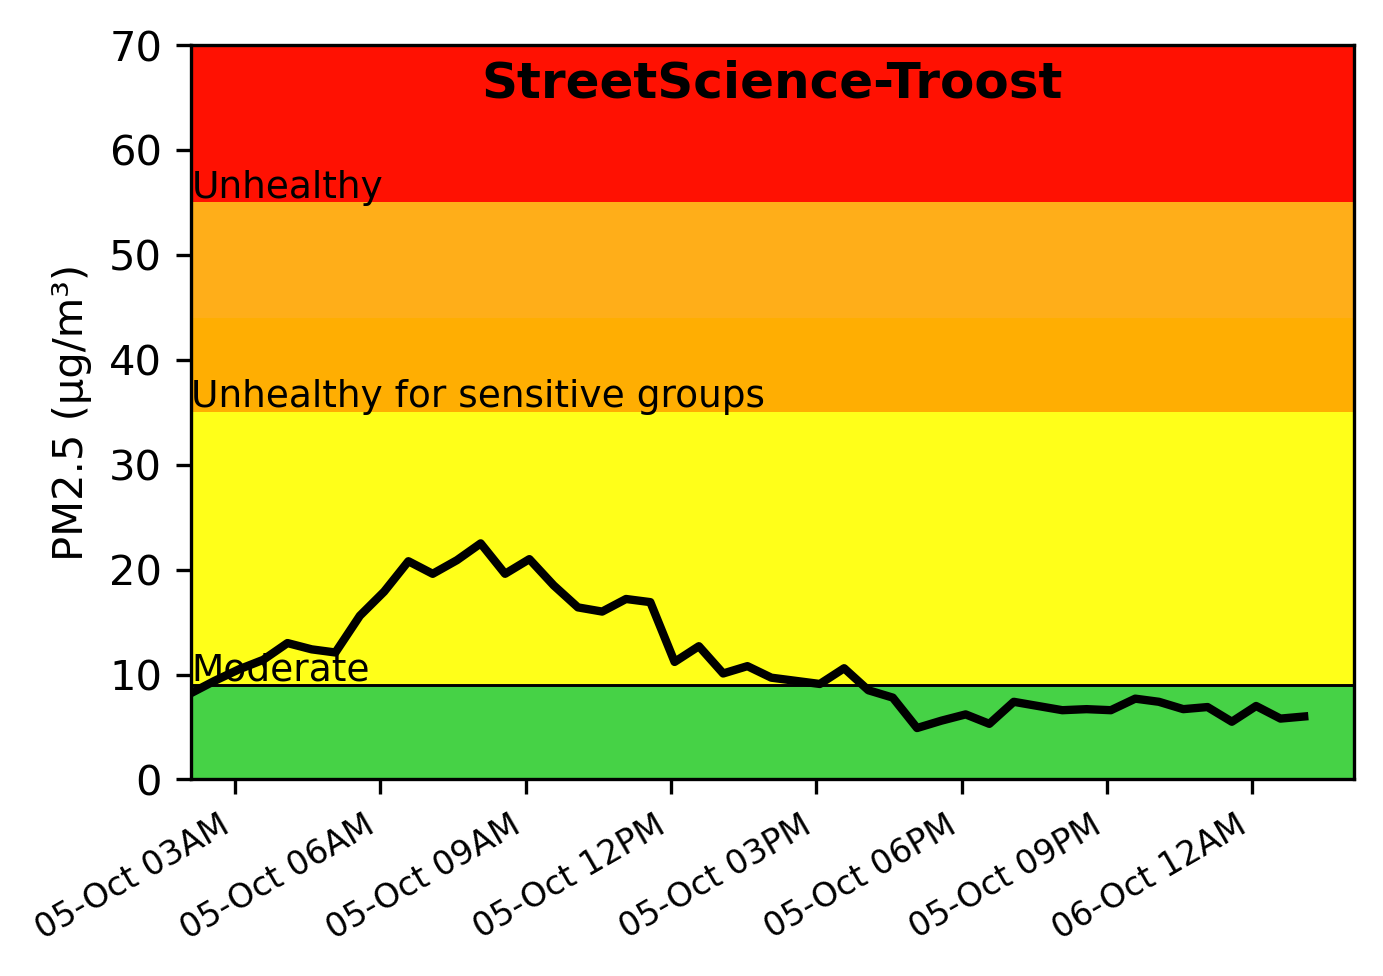 StreetScience-Troost
70
60
50
40
30
20
10
0
PM2.5 (µg/m³)
Unhealthy
Unhealthy for sensitive groups
Moderate
05-Oct 03AM
05-Oct 06AM
05-Oct 09AM
05-Oct 12PM
05-Oct 03PM
05-Oct 06PM
05-Oct 09PM
06-Oct 12AM